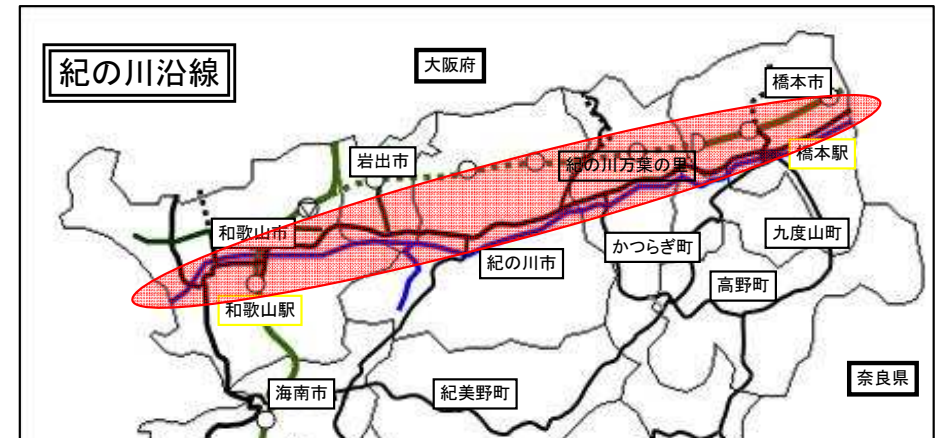 紀の川沿線
大阪府
橋本市
岩出市
橋本駅
紀の川万葉の里
和歌山市
かつらぎ町
九度山町
紀の川市
高野町
和歌山駅
奈良県
海南市
紀美野町